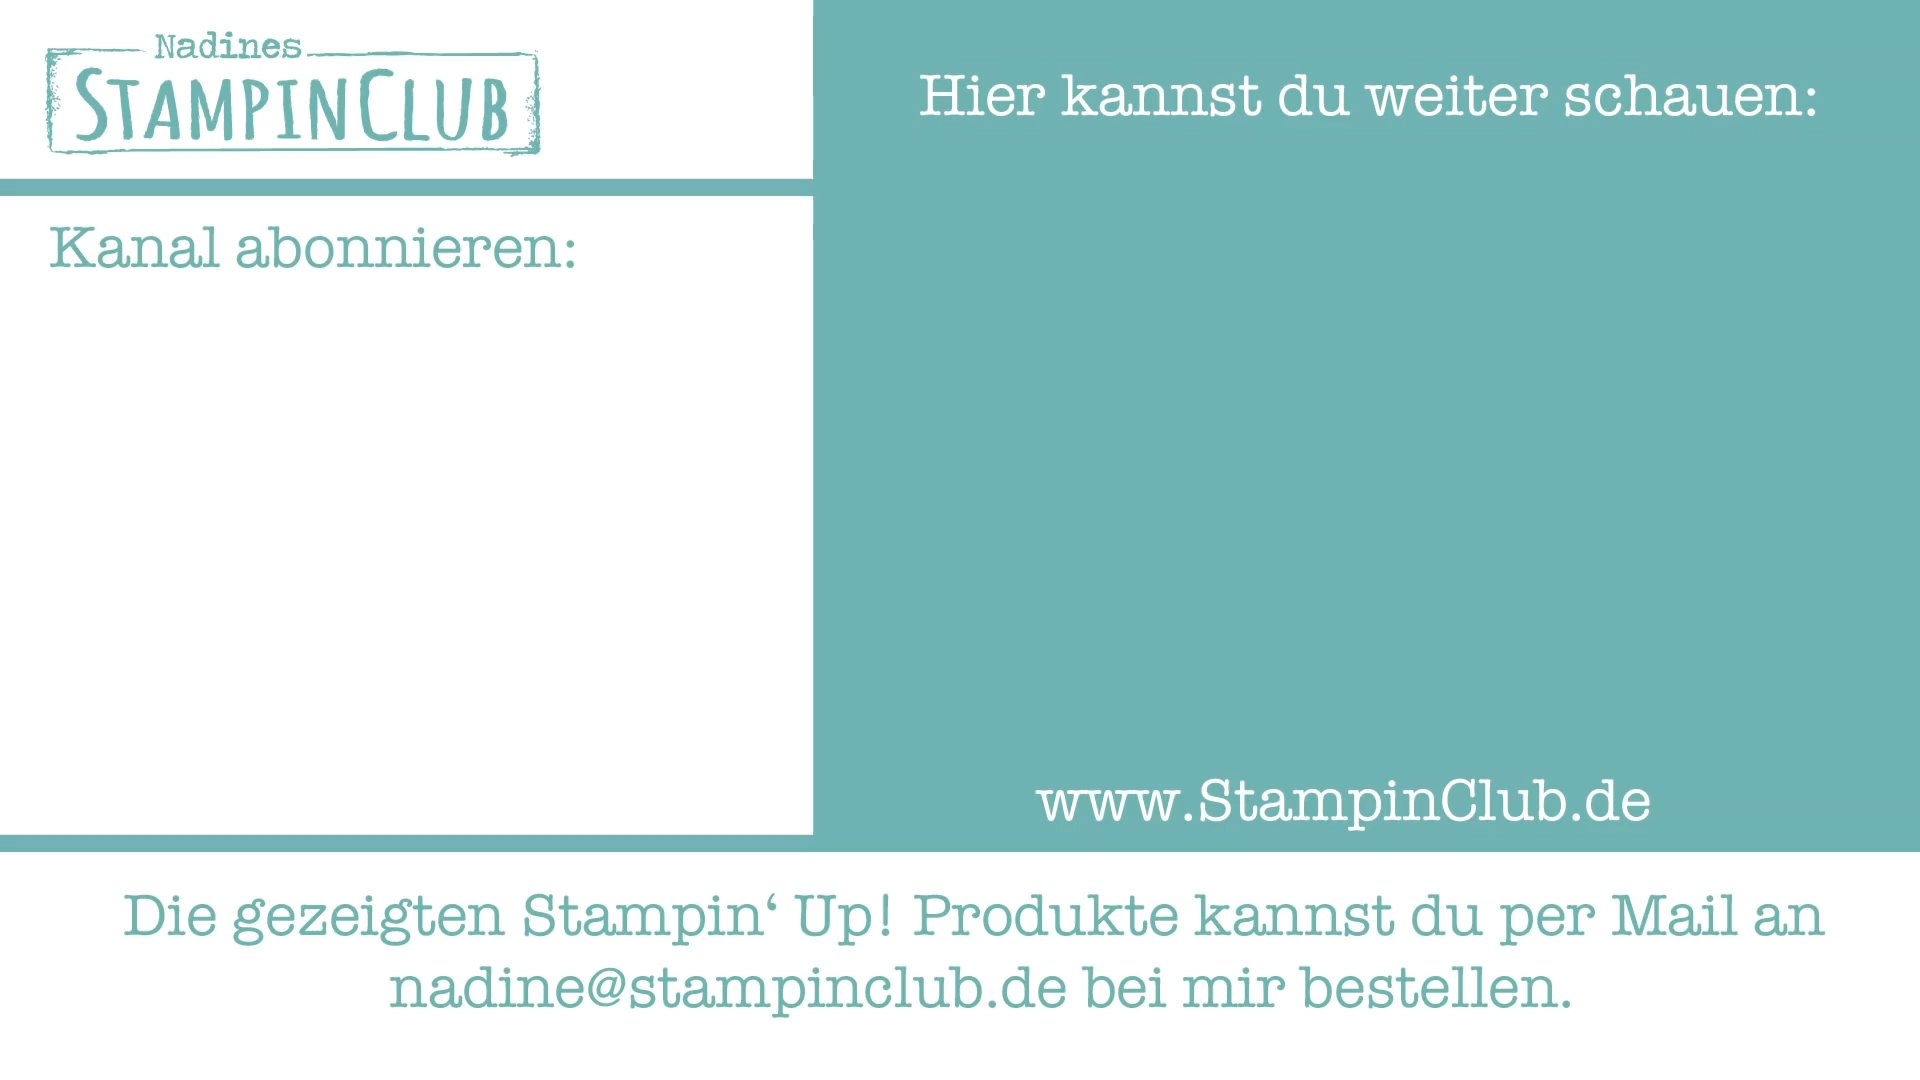 Nadines
STAMPINCLUB
Hier kannst du weiter schauen:
Kanal abonnieren:
www.StampinClub.de
Die gezeigten Stampin‘ Up! Produkte kannst du per Mail an
nadine@stampinclub.de bei mir bestellen.